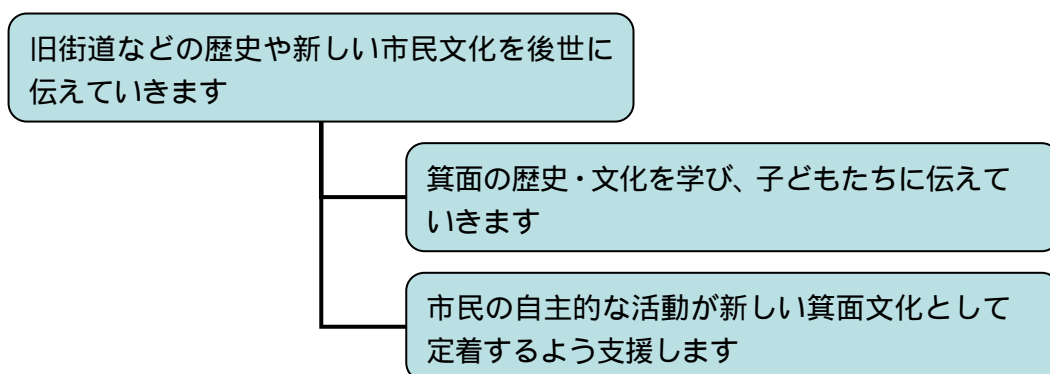 旧街道などの歴史や新しい市民文化を後世に
伝えていきます
箕面の歴史・文化を学び、子どもたちに伝えて
いきます
市民の自主的な活動が新しい箕面文化として
定着するよう支援します